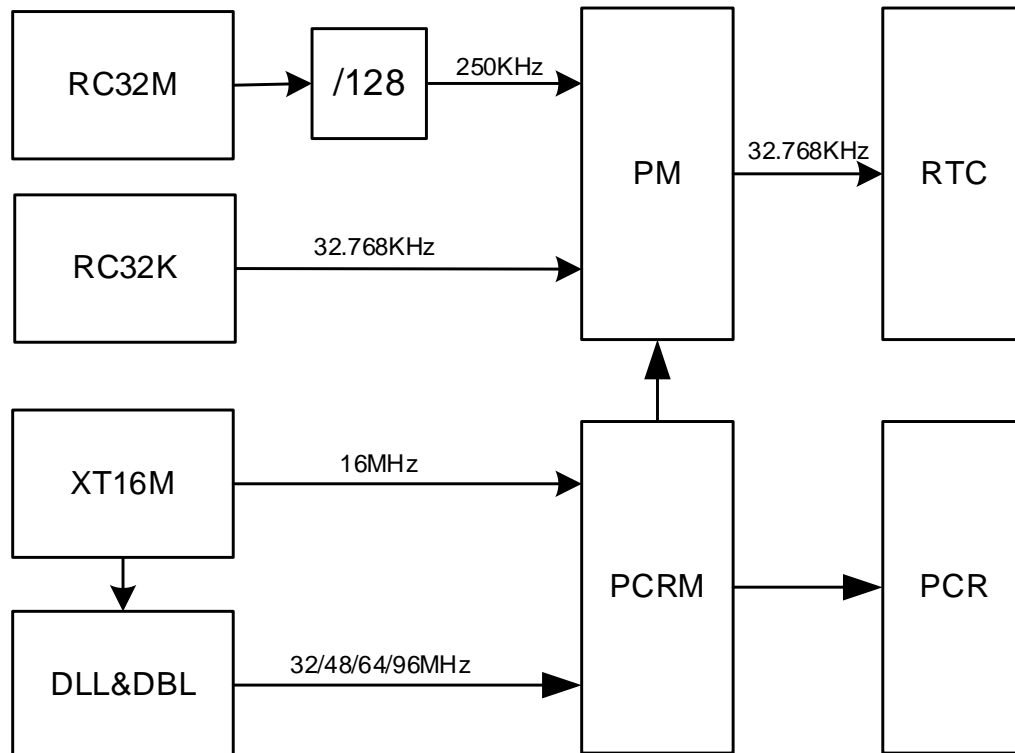 RC32M
/128
250KHz
PM
32.768KHz
RTC
RC32K
32.768KHz
XT16M
16MHz
PCRM
PCR
DLL&DBL
32/48/64/96MHz